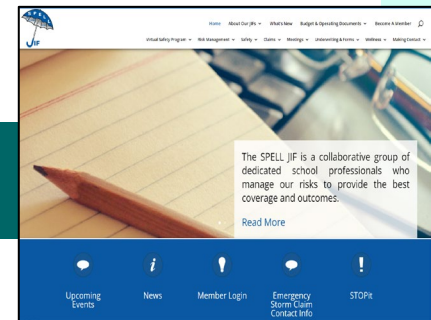 SPELL
JIF
Home About Our JIFs What's New Budget & Operating Documents Become A Member
Virtual Safety Program Risk Management Safety Claims Meetings Underwriting & Forms Wellness Making Contact
The SPELL JIF is a collaborative group of
dedicated school professionals who
manage our risks to provide the best
coverage and outcomes.
Read More
Upcoming
Events
News
Member Login
Emergency
Storm Claim
Contact Info
STOPit